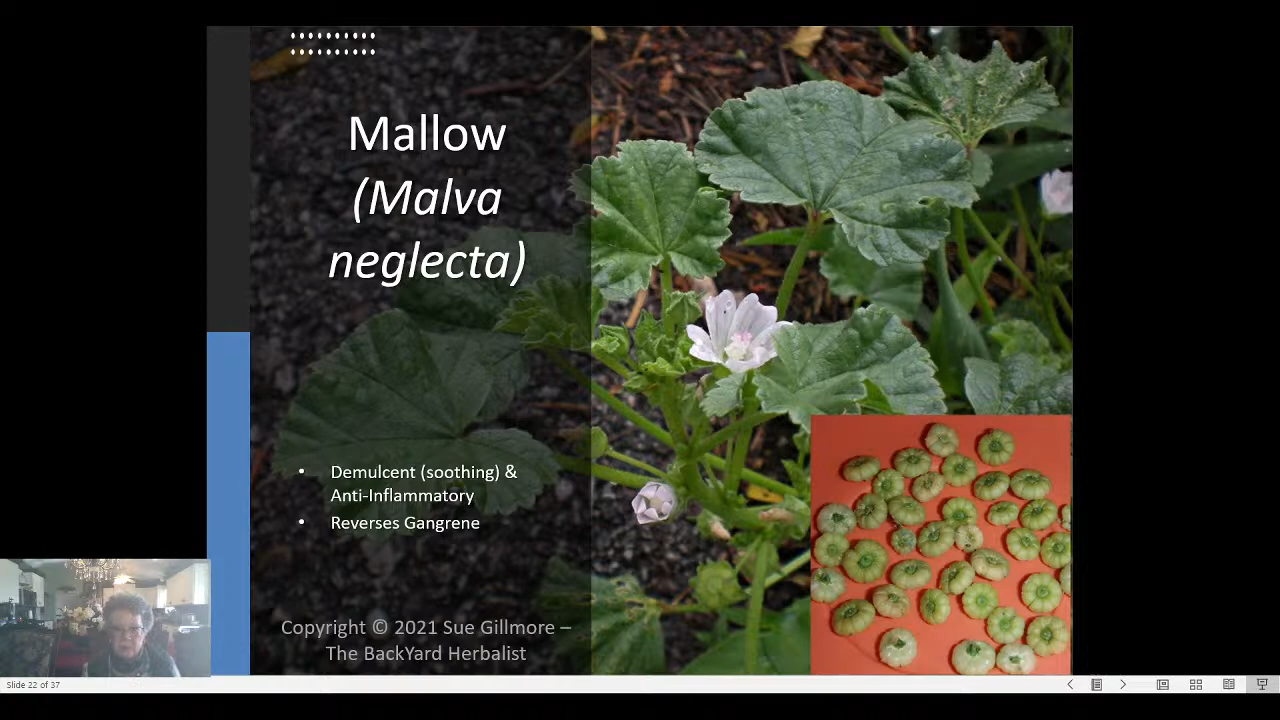 Mallow
(Malva
neglecta)
• Demulcent (soothing) &
Anti-Inflammatory
• Reverses Gangrene
Copyright © 2021 Sue Gillmore –
The BackYard Herbalist
Slide 22 of 37